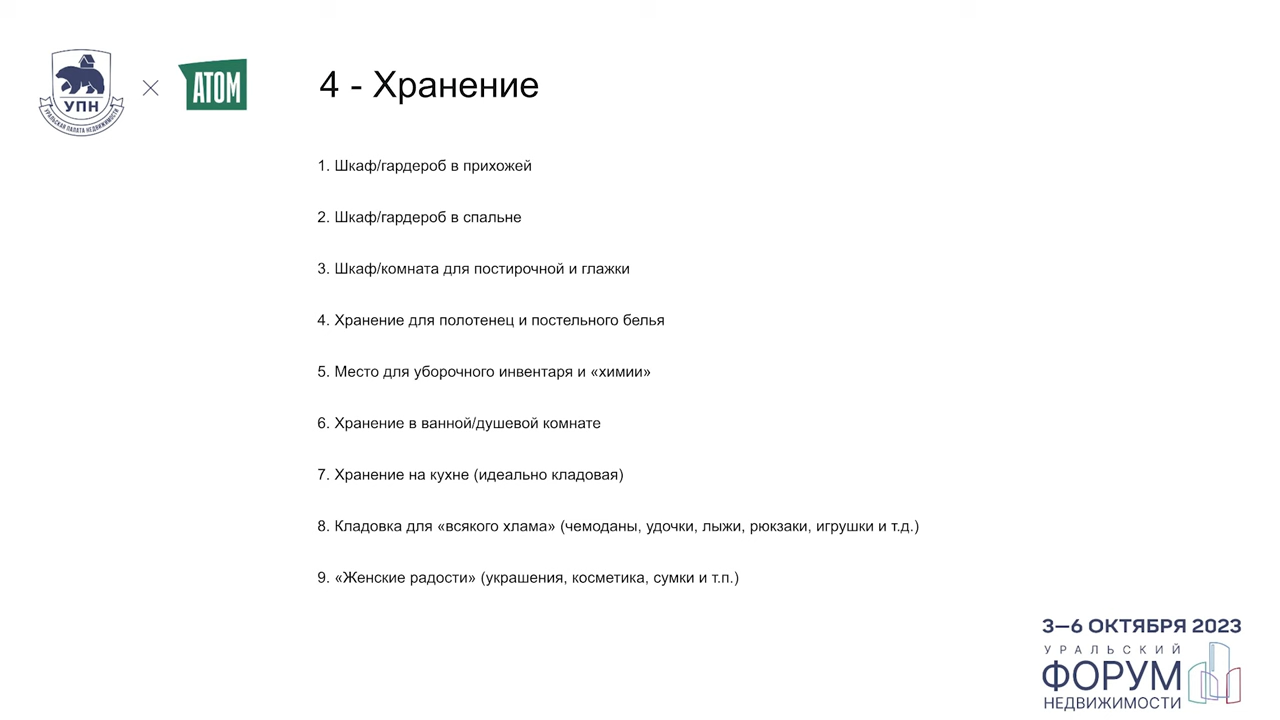 УПН
УРАЛЬСКАЯ ПАЛАТА НЕДВИЖИМОСТИ
АТОМ
4 - Хранение
1. Шкаф/гардероб в прихожей
2. Шкаф/гардероб в спальне
3. Шкаф/комната для постирочной и глажки
4. Хранение для полотенец и постельного белья
5. Место для уборочного инвентаря и «химии»
6. Хранение в ванной/душевой комнате
7. Хранение на кухне (идеально кладовая)
8. Кладовка для «всякого хлама» (чемоданы, удочки, лыжи, рюкзаки, игрушки и т.д.)
9. «Женские радости» (украшения, косметика, сумки и т.п.)
3–6 ОКТЯБРЯ 2023
УРАЛЬСКИЙ
ФОРУМ
НЕДВИЖИМОСТИ